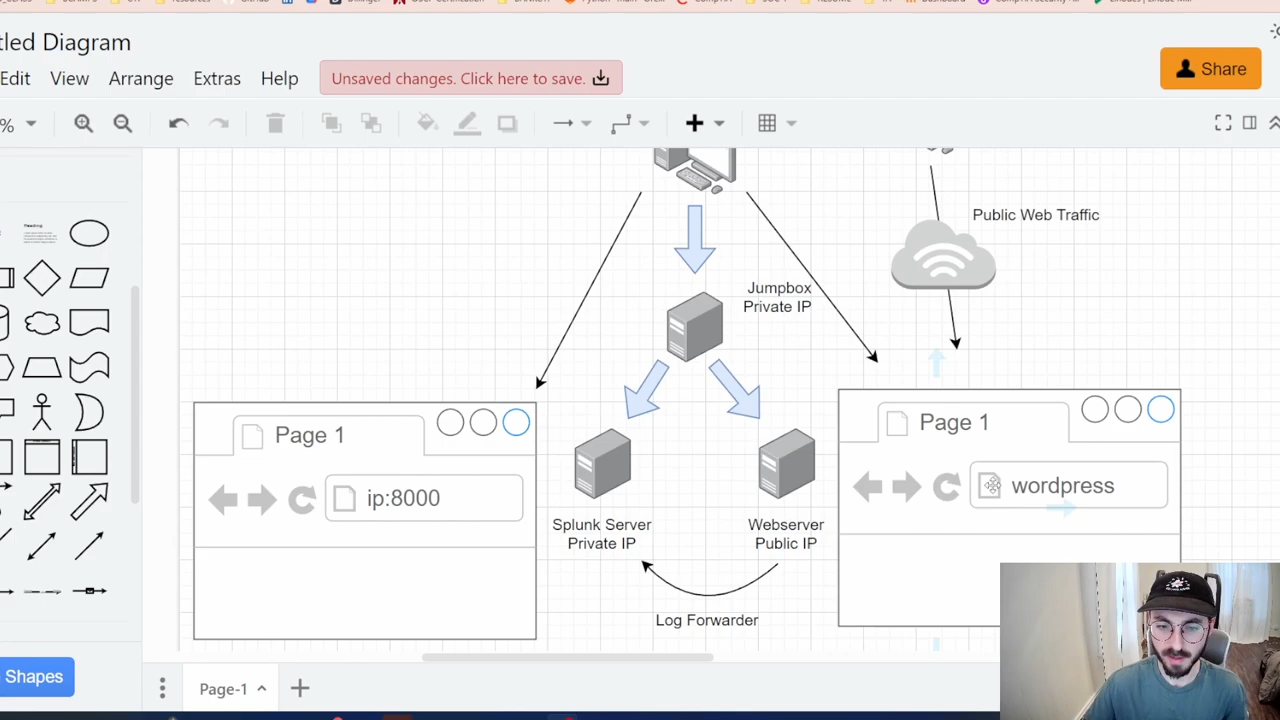 tled Diagram
Edit View Arrange Extras Help Unsaved changes. Click here to save.
Share
%
Heading
Public Web Traffic
Jumpbox
Private IP
Page 1
Page 1
ip:8000
wordpress
Splunk Server
Private IP
Webserver
Public IP
Log Forwarder
Shapes
Page-1